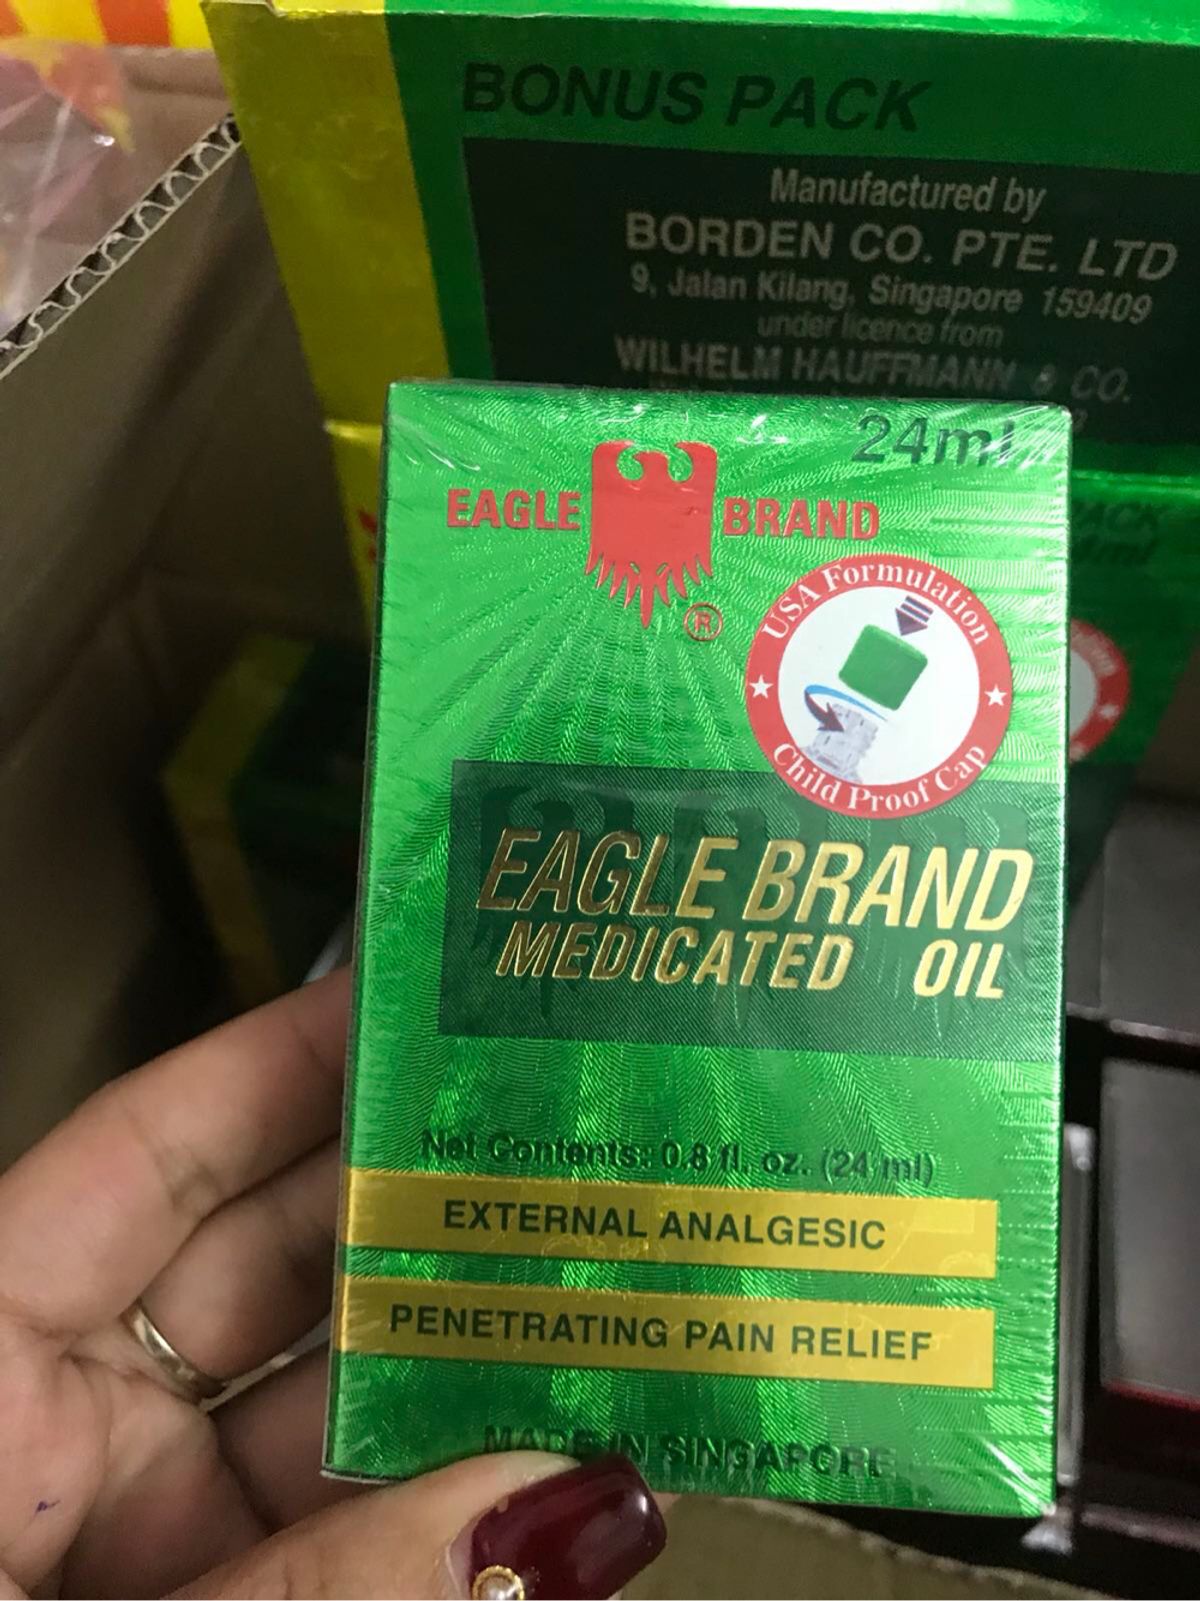 BONUS PACK
Manufactured by
BORDEN CO. PTE. LTD
9, Jalan Kilang, Singapore 159409
under licence from
WILHELM HAUFFMANN & CO.
24ml
EAGLE BRAND
®
USA Formulation
Child Proof Cap
EAGLE BRAND
MEDICATED OIL
Net Contents: 0.8 fl. oz. (24 ml)
EXTERNAL ANALGESIC
PENETRATING PAIN RELIEF
MADE IN SINGAPORE